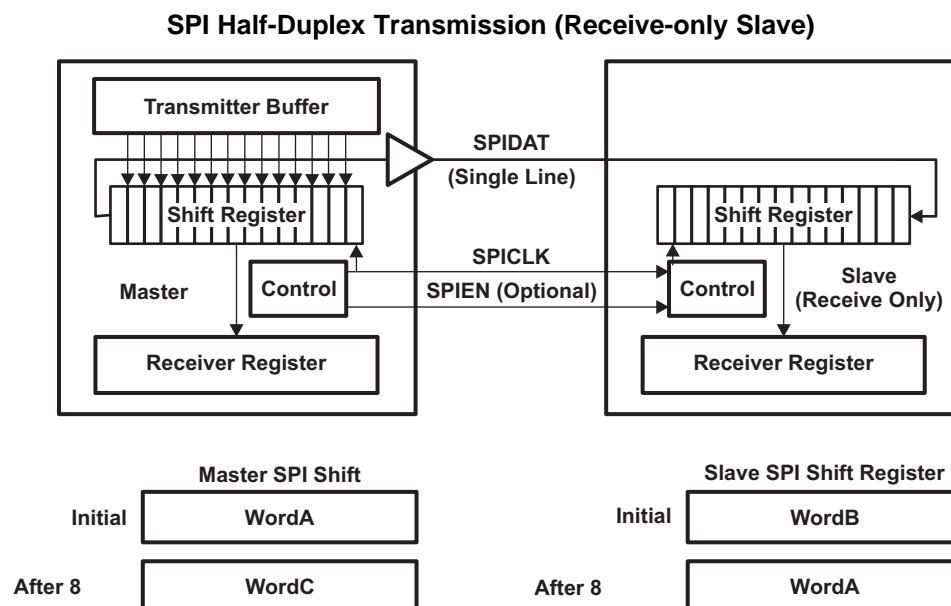 SPI Half-Duplex Transmission (Receive-only Slave)
Transmitter Buffer
SPIDAT
(Single Line)
Shift Register
Shift Register
SPICLK
Master
Control
SPIEN (Optional)
Control
Slave
(Receive Only)
Receiver Register
Receiver Register
Master SPI Shift
Slave SPI Shift Register
Initial
WordA
Initial
WordB
After 8
WordC
After 8
WordA